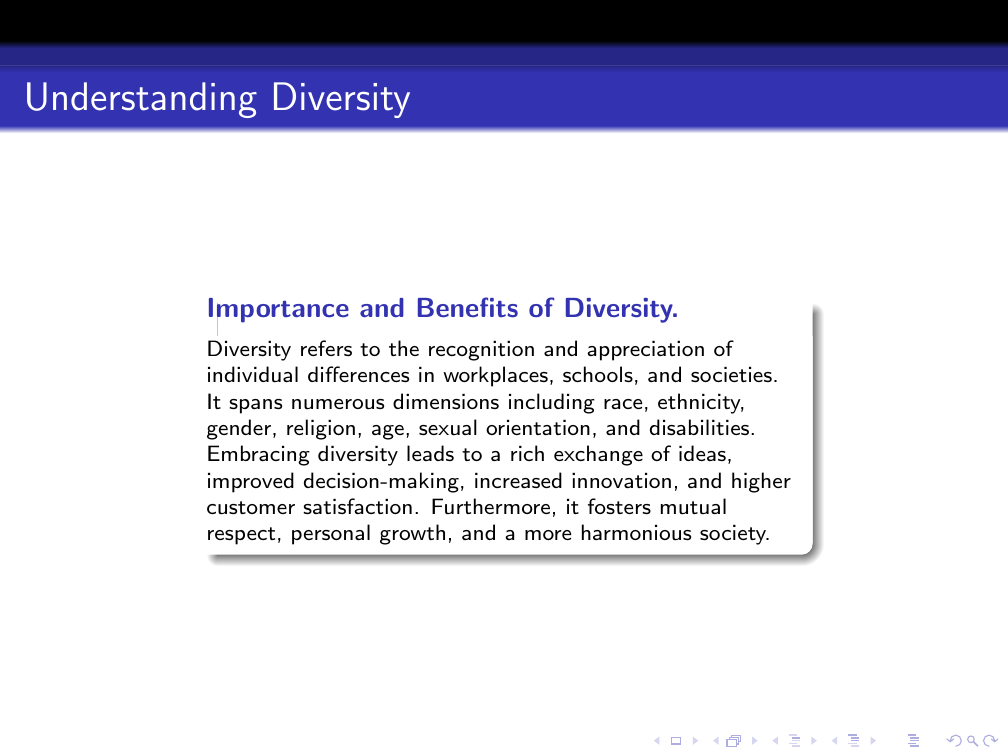 Understanding Diversity
Importance and Benefits of Diversity.
Diversity refers to the recognition and appreciation of
individual differences in workplaces, schools, and societies.
It spans numerous dimensions including race, ethnicity,
gender, religion, age, sexual orientation, and disabilities.
Embracing diversity leads to a rich exchange of ideas,
improved decision-making, increased innovation, and higher
customer satisfaction. Furthermore, it fosters mutual
respect, personal growth, and a more harmonious society.